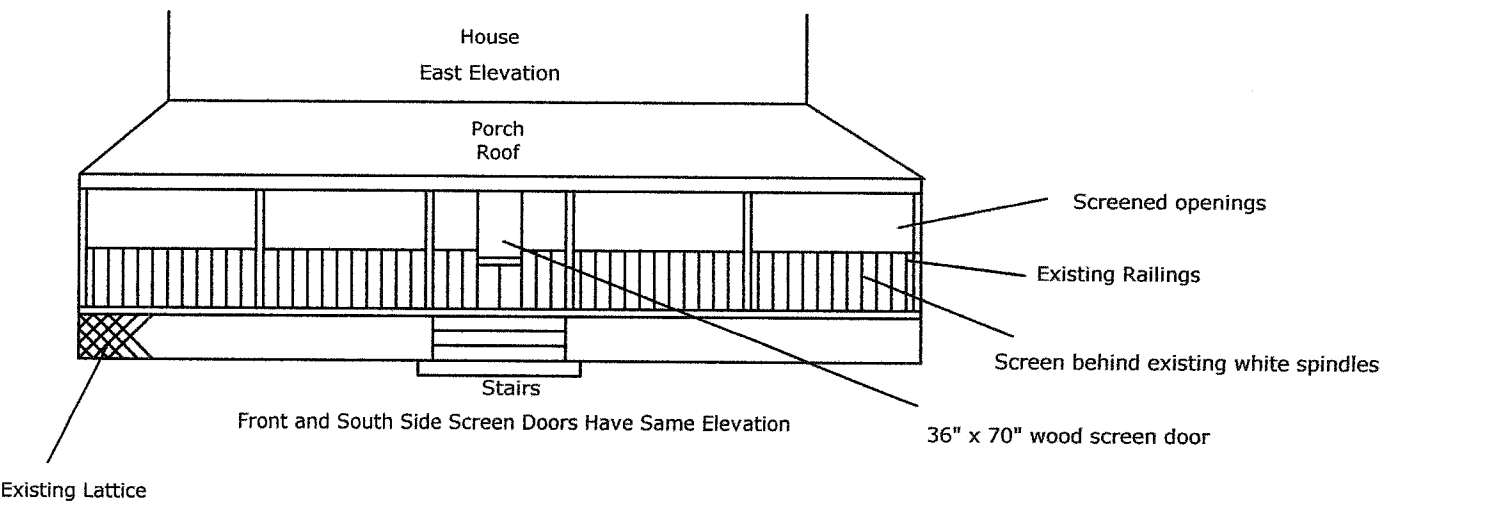 House
East Elevation
Porch
Roof
Screened openings
Existing Railings
Screen behind existing white spindles
Stairs
Front and South Side Screen Doors Have Same Elevation
36" x 70" wood screen door
Existing Lattice